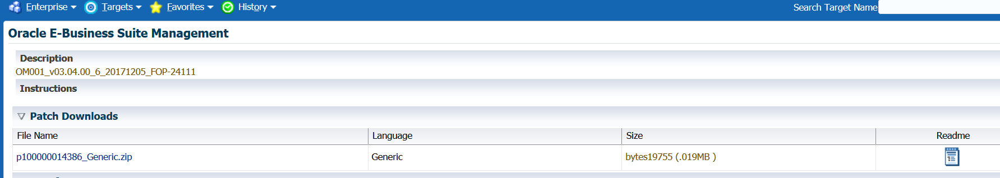 Enterprise Targets Favorites History Search Target Name
Oracle E-Business Suite Management
Description
OM001_v03.04.00_6_20171205_FOP-24111
Instructions
Patch Downloads
File Name Language Size Readme
p100000014386_Generic.zip Generic bytes19755 (.019MB )